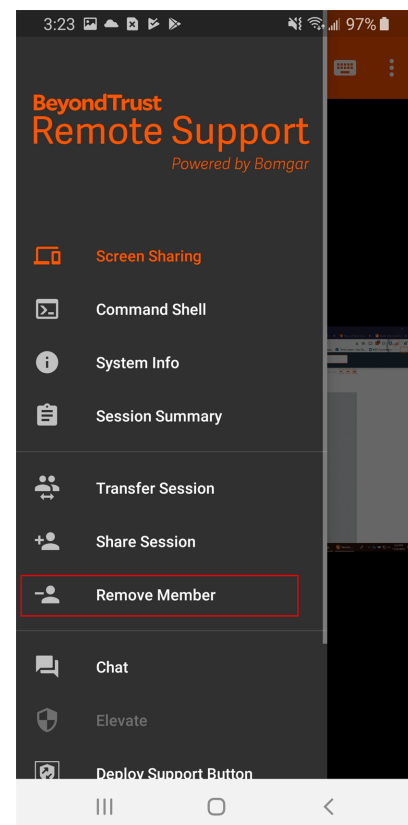 3:23 97%
BeyondTrust
Remote Support
Powered by Bomgar
Screen Sharing
Command Shell
System Info
Session Summary
Transfer Session
Share Session
Remove Member
Chat
Elevate
Deploy Support Button